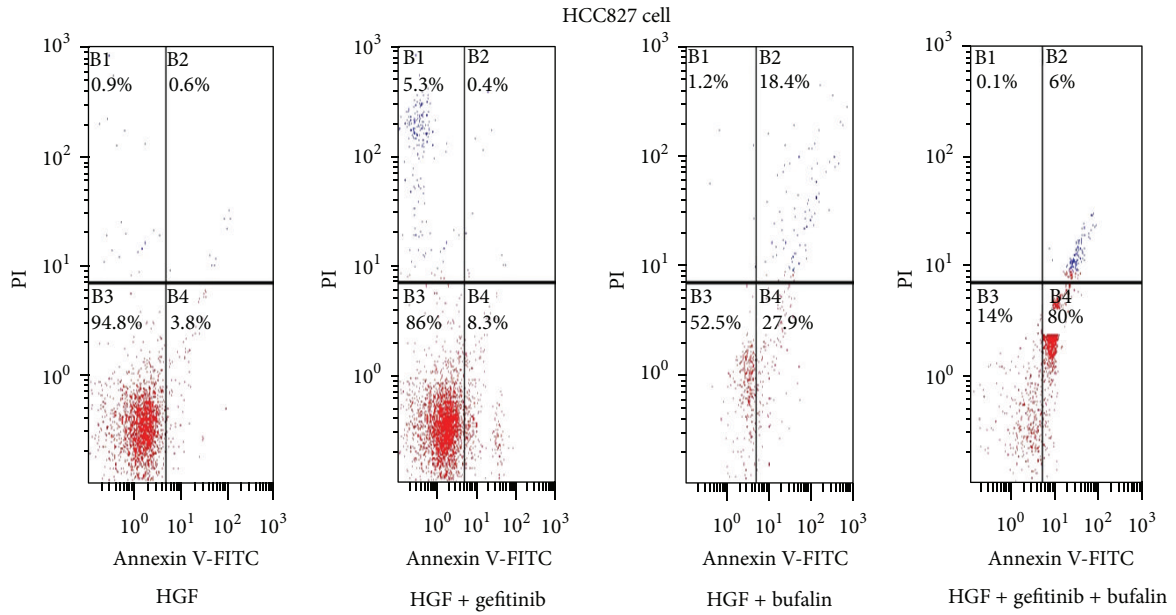 HCC827 cell
10³
B1
0.9%
B2
0.6%
10²
10¹
B3
94.8%
B4
3.8%
10⁰
PI
10⁰ 10¹ 10² 10³
Annexin V-FITC
HGF
10³
B1
5.3%
B2
0.4%
10²
10¹
B3
86%
B4
8.3%
10⁰
PI
10⁰ 10¹ 10² 10³
Annexin V-FITC
HGF + gefitinib
10³
B1
1.2%
B2
18.4%
10²
10¹
B3
52.5%
B4
27.9%
10⁰
PI
10⁰ 10¹ 10² 10³
Annexin V-FITC
HGF + bufalin
10³
B1
0.1%
B2
6%
10²
10¹
B3
14%
B4
80%
10⁰
PI
10⁰ 10¹ 10² 10³
Annexin V-FITC
HGF + gefitinib + bufalin